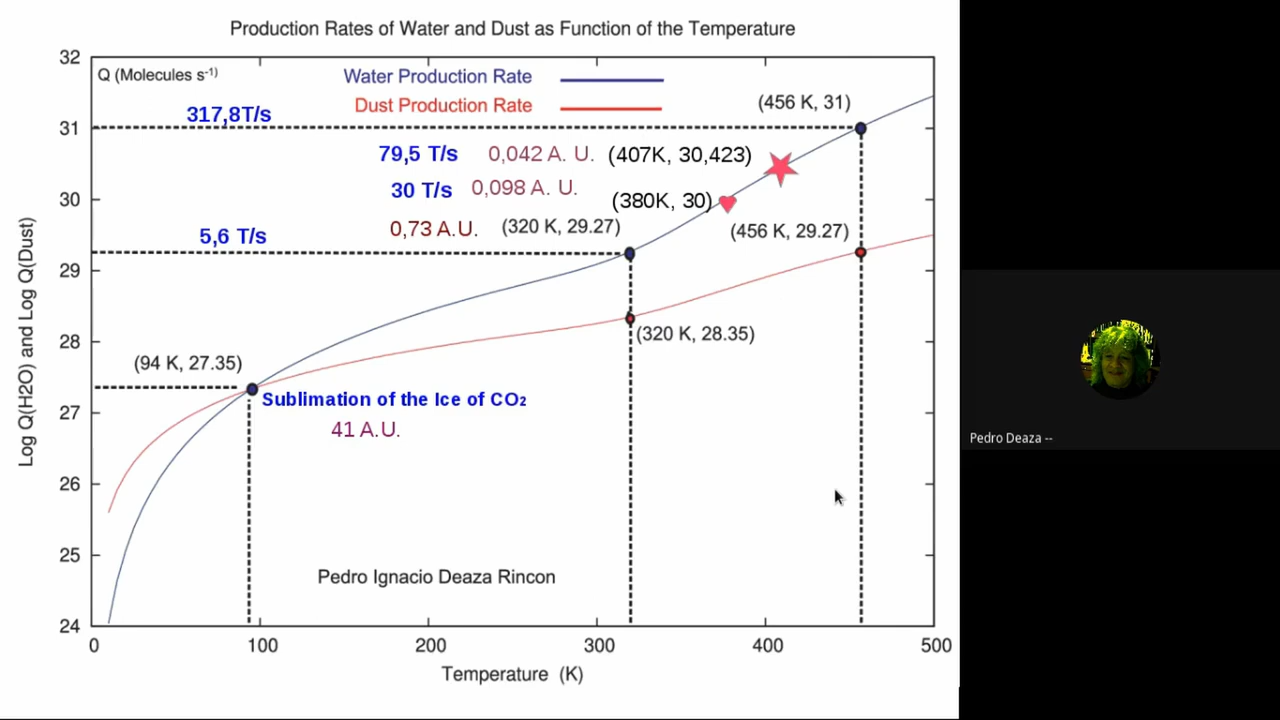 Production Rates of Water and Dust as Function of the Temperature
32
Q (Molecules s⁻¹)
Water Production Rate
Dust Production Rate
(456 K, 31)
317,8T/s
31
79,5 T/s 0,042 A. U. (407K, 30,423)
30 T/s 0,098 A. U. (380K, 30)
30
0,73 A.U. (320 K, 29.27) (456 K, 29.27)
5,6 T/s
29
28
(320 K, 28.35)
(94 K, 27.35)
Sublimation of the Ice of CO₂
27
41 A.U.
Pedro Deaza --
26
25
Pedro Ignacio Deaza Rincon
24
0 100 200 300 400 500
Temperature (K)
Log Q(H2O) and Log Q(Dust)